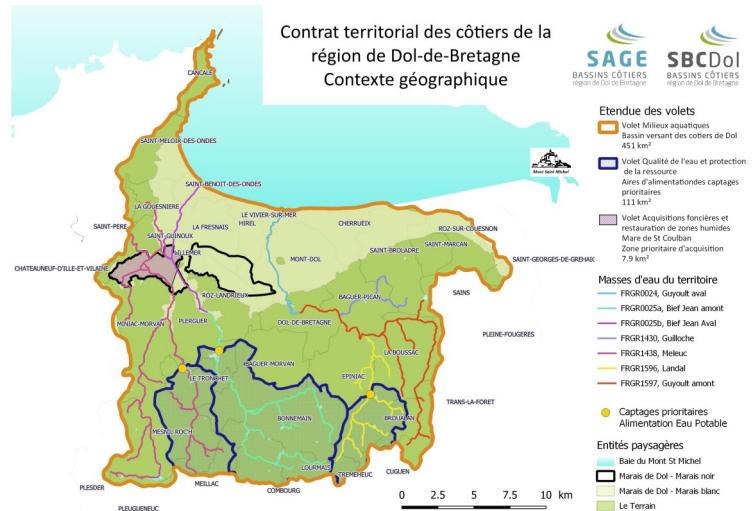 Contrat territorial des côtiers de la
région de Dol-de-Bretagne
Contexte géographique
SAGE
BASSINS CÔTIERS
région de Dol de Bretagne
SBCDol
BASSINS CÔTIERS
région de Dol de Bretagne
Etendue des volets
Volet Milieux aquatiques
Bassin versant des cotiers de Dol
451 km²
Volet Qualité de l'eau et protection
de la ressource
Aires d'alimentationdes captages
prioritaires
111 km²
Volet Acquisitions foncières et
restauration de zones humides
Mare de St Coulban
Zone prioritaire d'acquisition
7.9 km²
Masses d'eau du territoire
FRGR0024, Guyoult aval
FRGR0025a, Bief Jean amont
FRGR0025b, Bief Jean Aval
FRGR1430, Guilloche
FRGR1438, Meleuc
FRGR1596, Landal
FRGR1597, Guyoult amont
Captages prioritaires
Alimentation Eau Potable
Entités paysagères
Baie du Mont St Michel
Marais de Dol - Marais noir
Marais de Dol - Marais blanc
Le Terrain
CANCALE
SAINT-MELOIR-DES-ONDES
Mont Saint Michel
SAINT-BENOIT-DES-ONDES
LA GOUESNIERE
LE VIVIER-SUR-MER
HIREL
CHERRUEIX
SAINT-PERE
LA FRESNAIS
ROZ-SUR-COUESNON
SAINT-GUINOUX
LILLEMER
SAINT-MARCAN
SAINT-BROLADRE
MONT-DOL
SAINT-GEORGES-DE-GREHAIG
CHATEAUNEUF-D'ILLE-ET-VILAINE
SAINS
ROZ-LANDRIEUX
BAGUER-PICAN
PLERGUER
DOL-DE-BRETAGNE
MINIAC-MORVAN
PLEINE-FOUGERES
LA BOUSSAC
BAGUER-MORVAN
LE TRONCHET
EPINIAC
TRANS-LA-FORET
BONNEMAIN
BROUALAN
MESNIL ROC'H
LOURMAIS
CUGUEN
TREMEHEUC
MEILLAC
PLESDER
COMBOURG
PLEUGUENEUC
0 2.5 5 7.5 10 km